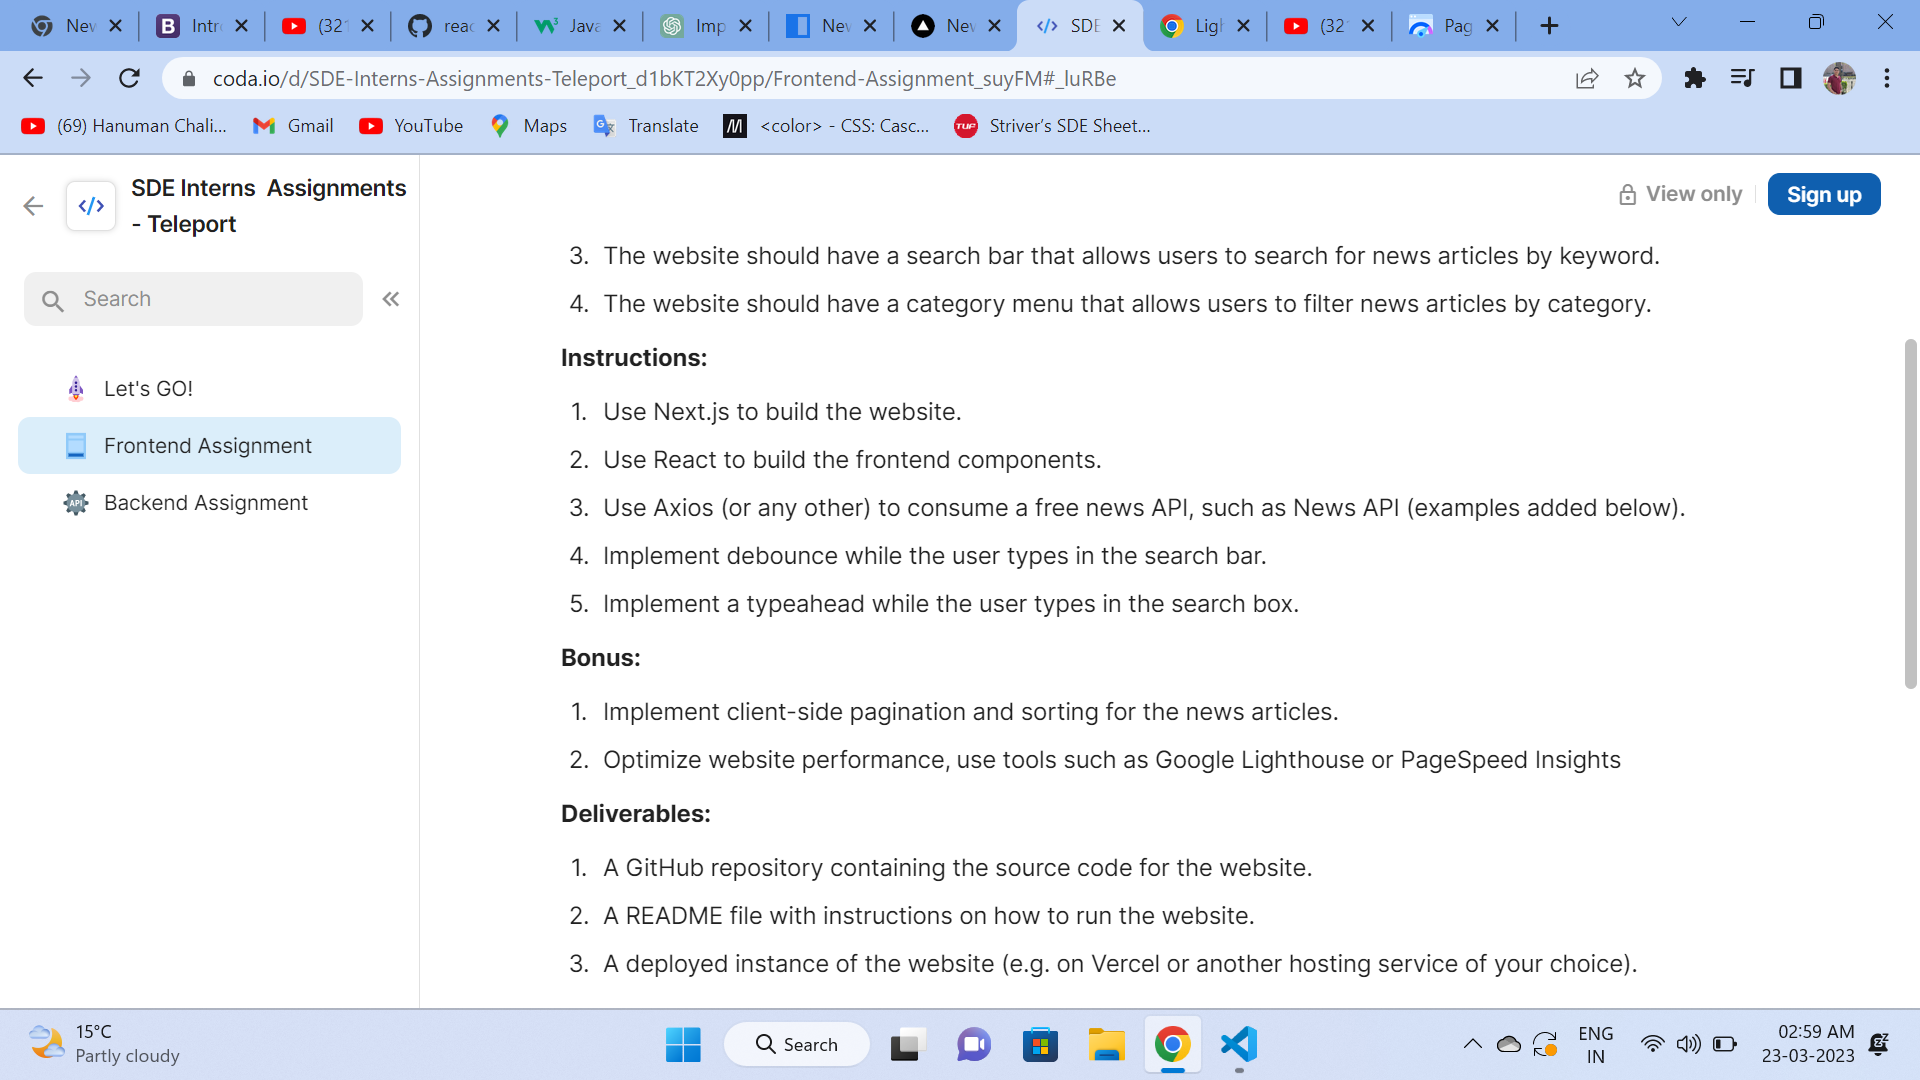 New
Intro
(32
reac
Java
Imp
New
New
SDE
Ligh
(32
Pag
coda.io/d/SDE-Interns-Assignments-Teleport_d1bKT2Xy0pp/Frontend-Assignment_suyFM#_luRBe
(69) Hanuman Chali...
Gmail
YouTube
Maps
Translate
<color> - CSS: Casc...
TUF
Striver's SDE Sheet...
SDE Interns Assignments
- Teleport
View only
Sign up
Search
Let's GO!
Frontend Assignment
API
Backend Assignment
3. The website should have a search bar that allows users to search for news articles by keyword.
4. The website should have a category menu that allows users to filter news articles by category.
Instructions:
1. Use Next.js to build the website.
2. Use React to build the frontend components.
3. Use Axios (or any other) to consume a free news API, such as News API (examples added below).
4. Implement debounce while the user types in the search bar.
5. Implement a typeahead while the user types in the search box.
Bonus:
1. Implement client-side pagination and sorting for the news articles.
2. Optimize website performance, use tools such as Google Lighthouse or PageSpeed Insights
Deliverables:
1. A GitHub repository containing the source code for the website.
2. A README file with instructions on how to run the website.
3. A deployed instance of the website (e.g. on Vercel or another hosting service of your choice).
15°C
Partly cloudy
Search
ENG
IN
02:59 AM
23-03-2023